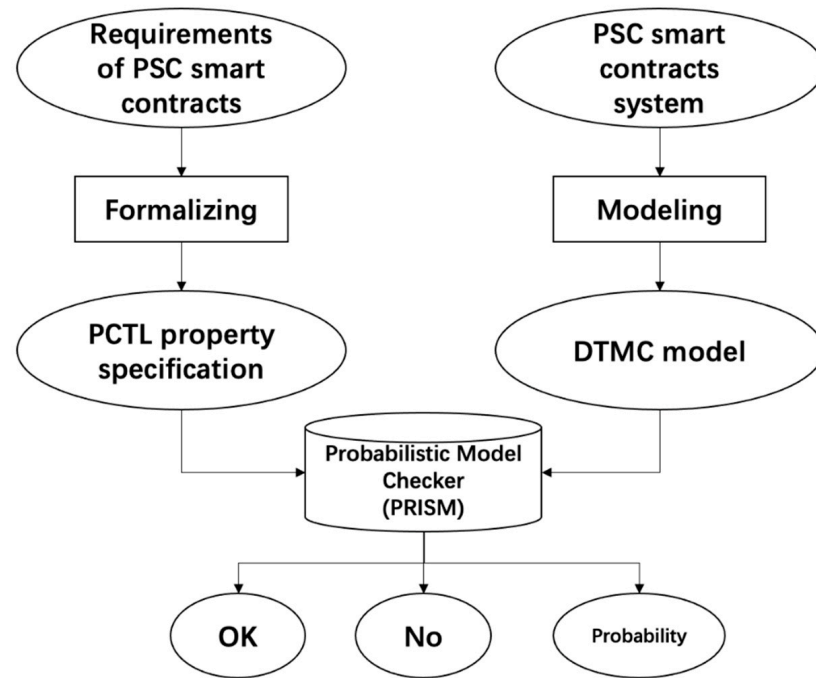 Requirements
of PSC smart
contracts
PSC smart
contracts
system
Formalizing
Modeling
PCTL property
specification
DTMC model
Probabilistic Model
Checker
(PRISM)
OK
No
Probability